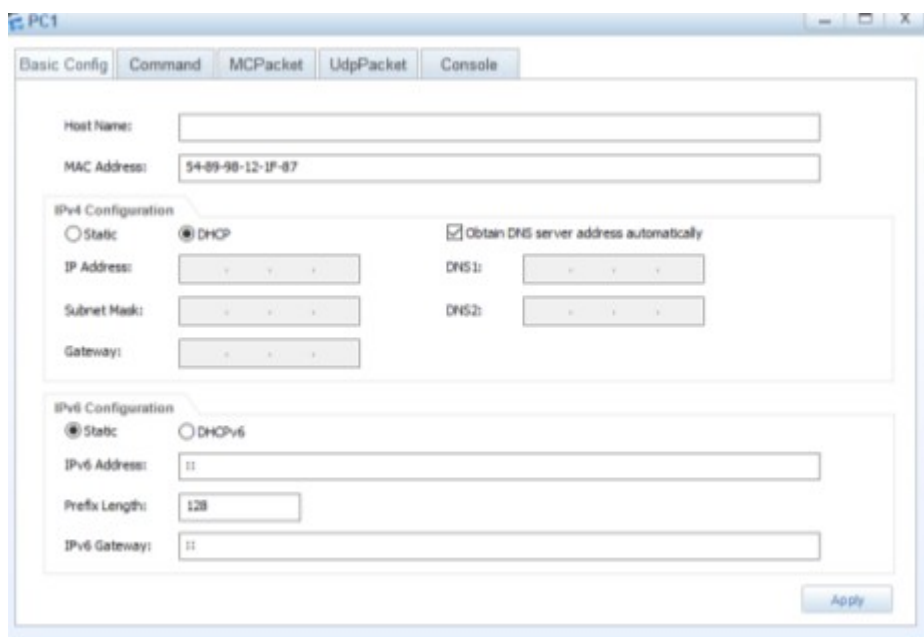 PC1
Basic Config Command MCPacket UdpPacket Console
Host Name:
MAC Address: 54-89-98-12-1F-87
IPv4 Configuration
Static DHCP Obtain DNS server address automatically
IP Address: . . . DNS1: . . .
Subnet Mask: . . . DNS2: . . .
Gateway: . . .
IPv6 Configuration
Static DHCPv6
IPv6 Address: ::
Prefix Length: 128
IPv6 Gateway: ::
Apply